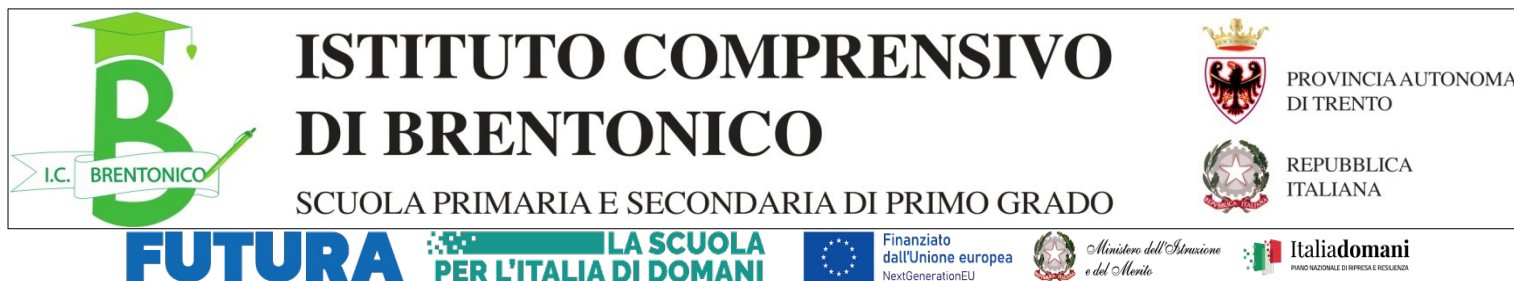 I.C. BRENTONICO
ISTITUTO COMPRENSIVO
DI BRENTONICO
SCUOLA PRIMARIA E SECONDARIA DI PRIMO GRADO
PROVINCIA AUTONOMA
DI TRENTO
REPUBBLICA
ITALIANA
FUTURA
LA SCUOLA
PER L'ITALIA DI DOMANI
Finanziato
dall'Unione europea
NextGenerationEU
Ministero dell'Istruzione
e del Merito
Italiadomani
PIANO NAZIONALE DI RIPRESA E RESILIENZA